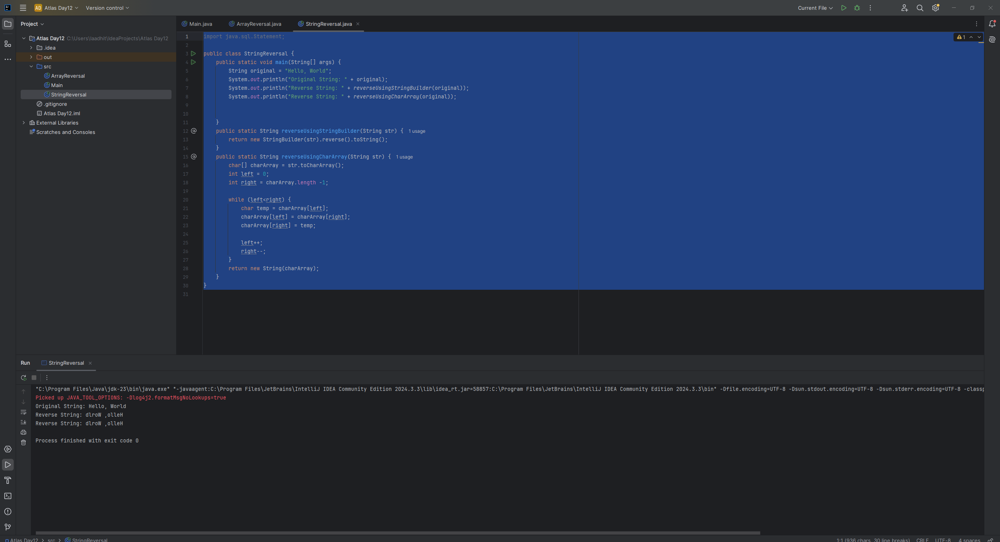 AD Atlas Day12 Version control Current File
Project
Main.java ArrayReversal.java StringReversal.java
Atlas Day12 C:\Users\laadhit\IdeaProjects\Atlas Day12
.idea
out
src
ArrayReversal
Main
StringReversal
.gitignore
Atlas Day12.iml
External Libraries
Scratches and Consoles
1 import java.sql.Statement;
1
2
3 public class StringReversal {
4 public static void main(String[] args) {
5 String original = "Hello, World";
6 System.out.println("Original String: " + original);
7 System.out.println("Reverse String: " + reverseUsingStringBuilder(original));
8 System.out.println("Reverse String: " + reverseUsingCharArray(original));
9
10
11 }
12 public static String reverseUsingStringBuilder(String str) { 1 usage
13 return new StringBuilder(str).reverse().toString();
14 }
15 public static String reverseUsingCharArray(String str) { 1 usage
16 char[] charArray = str.toCharArray();
17 int left = 0;
18 int right = charArray.length -1;
19
20 while (left<right) {
21 char temp = charArray[left];
22 charArray[left] = charArray[right];
23 charArray[right] = temp;
24
25 left++;
26 right--;
27 }
28 return new String(charArray);
29 }
30 }
31
Run StringReversal
"C:\Program Files\Java\jdk-23\bin\java.exe" "-javaagent:C:\Program Files\JetBrains\IntelliJ IDEA Community Edition 2024.3.3\lib\idea_rt.jar=58857:C:\Program Files\JetBrains\IntelliJ IDEA Community Edition 2024.3.3\bin" -Dfile.encoding=UTF-8 -Dsun.stdout.encoding=UTF-8 -Dsun.stderr.encoding=UTF-8 -classp
Picked up JAVA_TOOL_OPTIONS: -Dlog4j2.formatMsgNoLookups=true
Original String: Hello, World
Reverse String: dlroW ,olleH
Reverse String: dlroW ,olleH
Process finished with exit code 0
Atlas Day12 > src > StringReversal 1:1 (936 chars, 30 line breaks) CRLF UTF-8 4 spaces